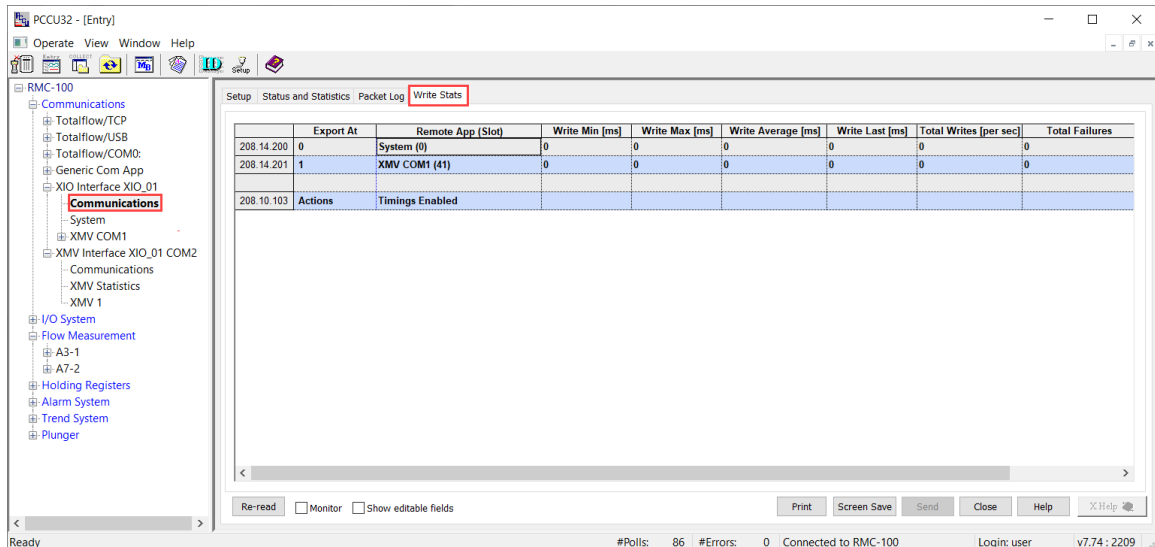 PCCU32 - [Entry]
Operate View Window Help
Entry COLLECT MB Setup
RMC-100
Communications
Totalflow/TCP
Totalflow/USB
Totalflow/COM0:
Generic Com App
XIO Interface XIO_01
Communications
System
XMV COM1
XMV Interface XIO_01 COM2
Communications
XMV Statistics
XMV 1
I/O System
Flow Measurement
A3-1
A7-2
Holding Registers
Alarm System
Trend System
Plunger
Setup Status and Statistics Packet Log Write Stats
Export At Remote App (Slot) Write Min [ms] Write Max [ms] Write Average [ms] Write Last [ms] Total Writes [per sec] Total Failures
208.14.200 0 System (0) 0 0 0 0 0 0
208.14.201 1 XMV COM1 (41) 0 0 0 0 0 0
208.10.103 Actions Timings Enabled
Re-read Monitor Show editable fields Print Screen Save Send Close Help X Help
Ready #Polls: 86 #Errors: 0 Connected to RMC-100 Login: user v7.74 : 2209